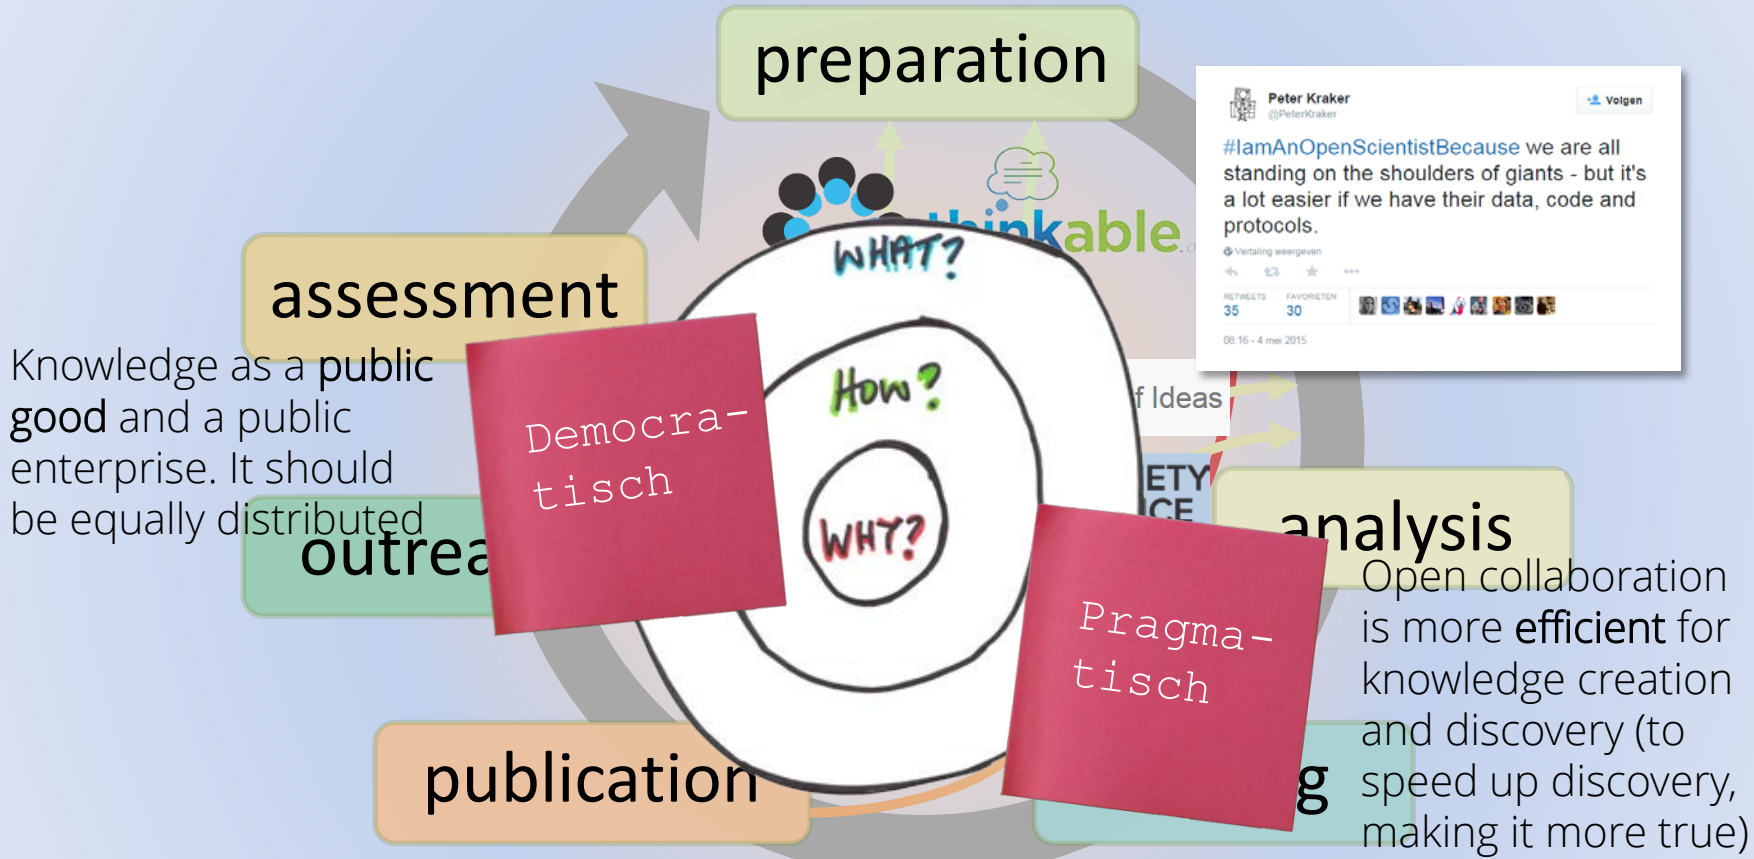 preparation
Peter Kraker
@PeterKraker
Volgen
#IamAnOpenScientistBecause we are all
standing on the shoulders of giants - but it's
a lot easier if we have their data, code and
protocols.
Vertaling weergeven
RETWEETS
35
FAVORIETEN
30
08:16 - 4 mei 2015
thinkable
WHAT?
assessment
Knowledge as a public
good and a public
enterprise. It should
be equally distributed
How?
f Ideas
Democra-
tisch
ETY
CE
WHY?
analysis
outrea
Open collaboration
is more efficient for
knowledge creation
and discovery (to
speed up discovery,
making it more true)
Pragma-
tisch
publication
g